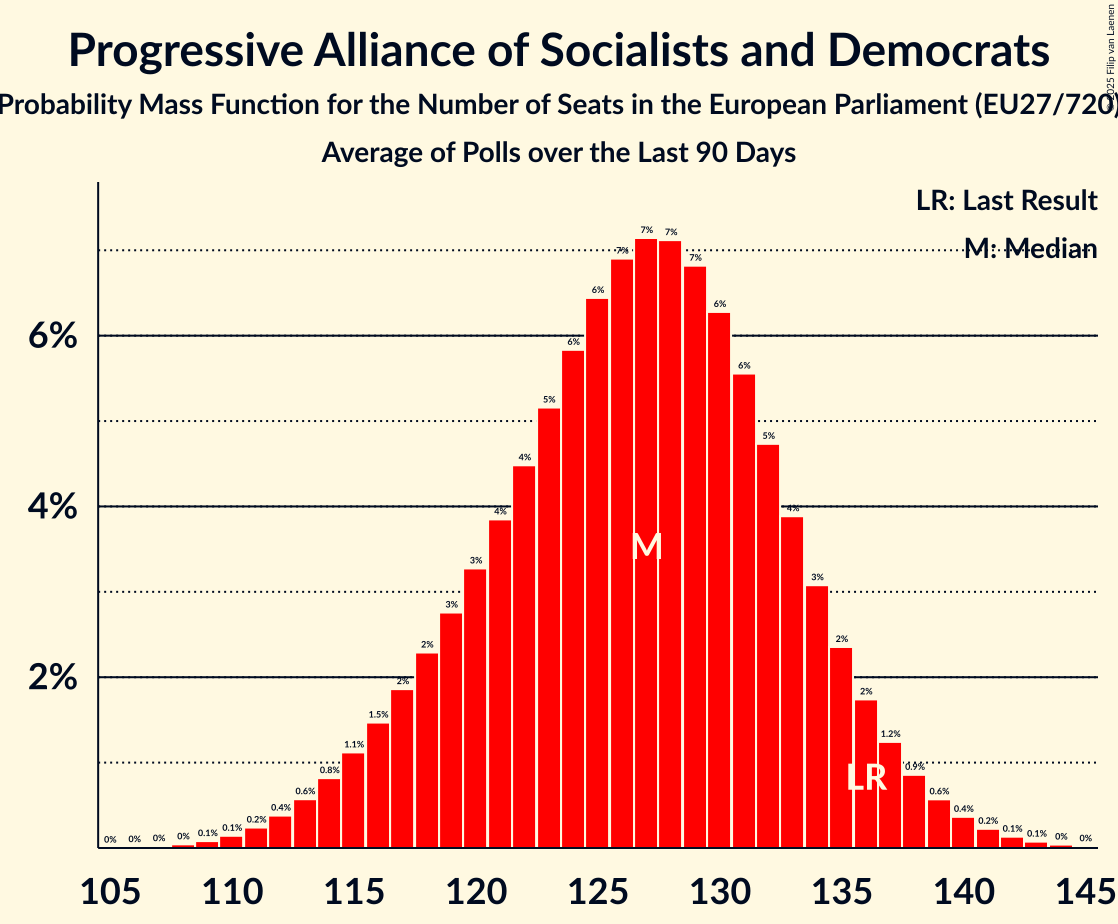 Progressive Alliance of Socialists and Democrats
Probability Mass Function for the Number of Seats in the European Parliament (EU27/720)
Average of Polls over the Last 90 Days
© 2025 Filip van Laenen
LR: Last Result
M: Median
6%
4%
2%
0% 0% 0% 0% 0.1% 0.1% 0.2% 0.4% 0.6% 0.8% 1.1% 1.5% 2% 2% 3% 3% 4% 4% 5% 6% 6% 7% 7% 7% 7% 6% 6% 5% 4% 3% 2% 2% 1.2% 0.9% 0.6% 0.4% 0.2% 0.1% 0.1% 0% 0%
M
LR
105 110 115 120 125 130 135 140 145